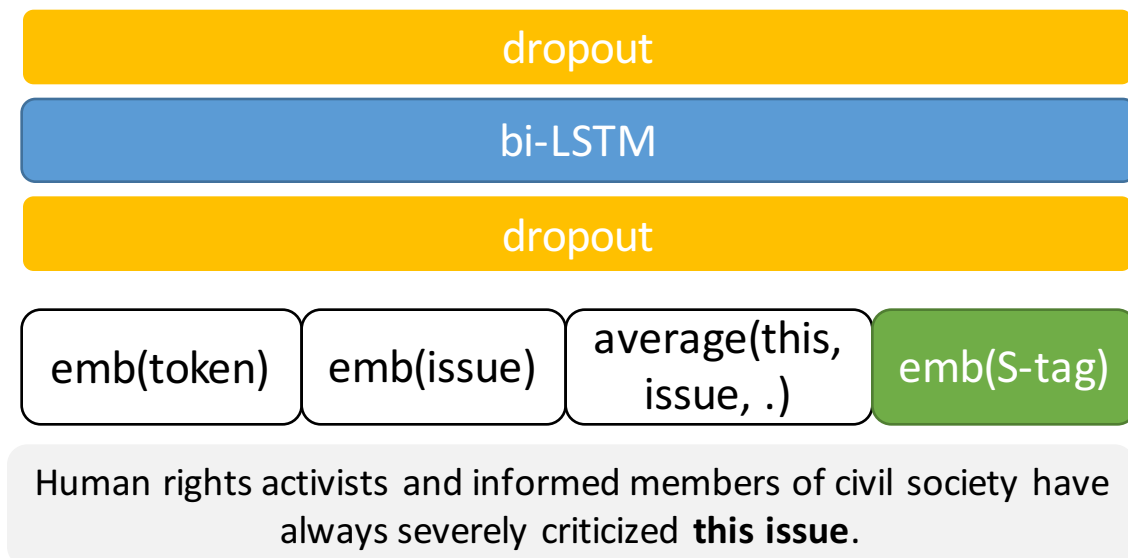 dropout
bi-LSTM
dropout
emb(token)
emb(issue)
average(this,
issue, .)
emb(S-tag)
Human rights activists and informed members of civil society have
always severely criticized this issue.